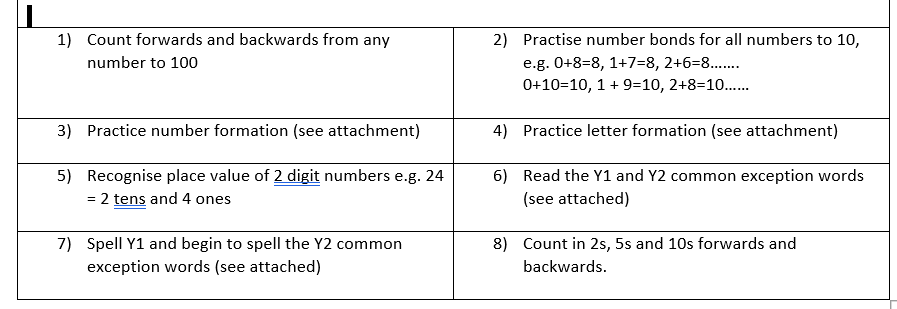 1) Count forwards and backwards from any
number to 100
2) Practise number bonds for all numbers to 10,
e.g. 0+8=8, 1+7=8, 2+6=8.......
0+10=10, 1 + 9=10, 2+8=10......
3) Practice number formation (see attachment)
4) Practice letter formation (see attachment)
5) Recognise place value of 2 digit numbers e.g. 24
= 2 tens and 4 ones
6) Read the Y1 and Y2 common exception words
(see attached)
7) Spell Y1 and begin to spell the Y2 common
exception words (see attached)
8) Count in 2s, 5s and 10s forwards and
backwards.